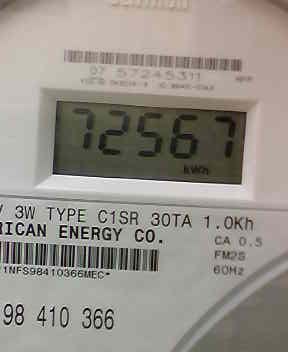 07 57245311
72567
kWh
V 3W TYPE C1SR 30TA 1.0Kh
RICAN ENERGY CO.
CA 0.5
FM2S
60Hz
1NFS98410366MEC*
98 410 366